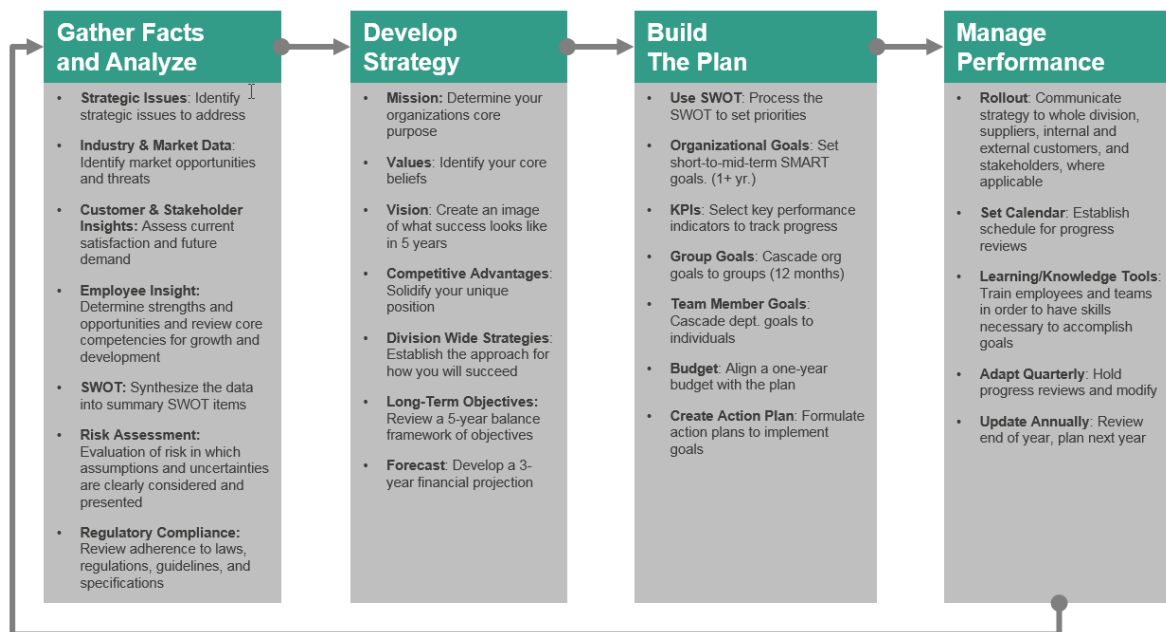 Gather Facts
and Analyze
• Strategic Issues: Identify
strategic issues to address
• Industry & Market Data:
Identify market opportunities
and threats
• Customer & Stakeholder
Insights: Assess current
satisfaction and future
demand
• Employee Insight:
Determine strengths and
opportunities and review core
competencies for growth and
development
• SWOT: Synthesize the data
into summary SWOT items
• Risk Assessment:
Evaluation of risk in which
assumptions and uncertainties
are clearly considered and
presented
• Regulatory Compliance:
Review adherence to laws,
regulations, guidelines, and
specifications
Develop
Strategy
• Mission: Determine your
organizations core
purpose
• Values: Identify your core
beliefs
• Vision: Create an image
of what success looks like
in 5 years
• Competitive Advantages:
Solidify your unique
position
• Division Wide Strategies:
Establish the approach for
how you will succeed
• Long-Term Objectives:
Review a 5-year balance
framework of objectives
• Forecast: Develop a 3-
year financial projection
Build
The Plan
• Use SWOT: Process the
SWOT to set priorities
• Organizational Goals: Set
short-to-mid-term SMART
goals. (1+ yr.)
• KPIs: Select key performance
indicators to track progress
• Group Goals: Cascade org
goals to groups (12 months)
• Team Member Goals:
Cascade dept. goals to
individuals
• Budget: Align a one-year
budget with the plan
• Create Action Plan: Formulate
action plans to implement
goals
Manage
Performance
• Rollout: Communicate
strategy to whole division,
suppliers, internal and
external customers, and
stakeholders, where
applicable
• Set Calendar: Establish
schedule for progress
reviews
• Learning/Knowledge Tools:
Train employees and teams
in order to have skills
necessary to accomplish
goals
• Adapt Quarterly: Hold
progress reviews and modify
• Update Annually: Review
end of year, plan next year